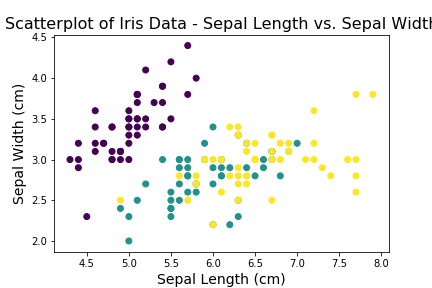 Scatterplot of Iris Data - Sepal Length vs. Sepal Width
4.5
4.0
3.5
3.0
2.5
2.0
Sepal Width (cm)
4.5 5.0 5.5 6.0 6.5 7.0 7.5 8.0
Sepal Length (cm)